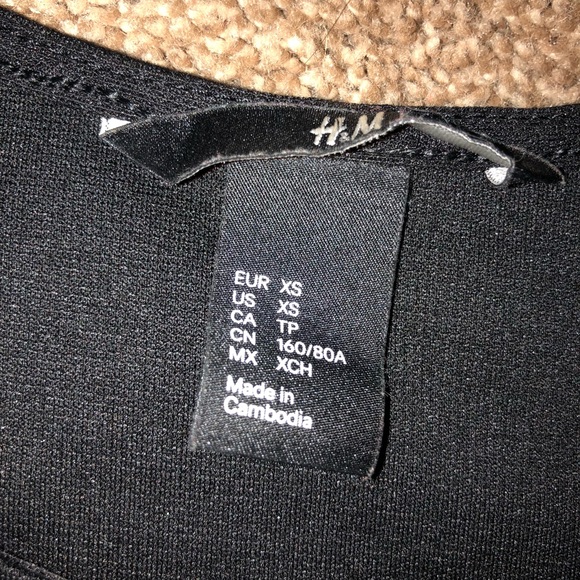 H&M
EUR XS
US XS
CA TP
CN 160/80A
MX XCH
Made in
Cambodia